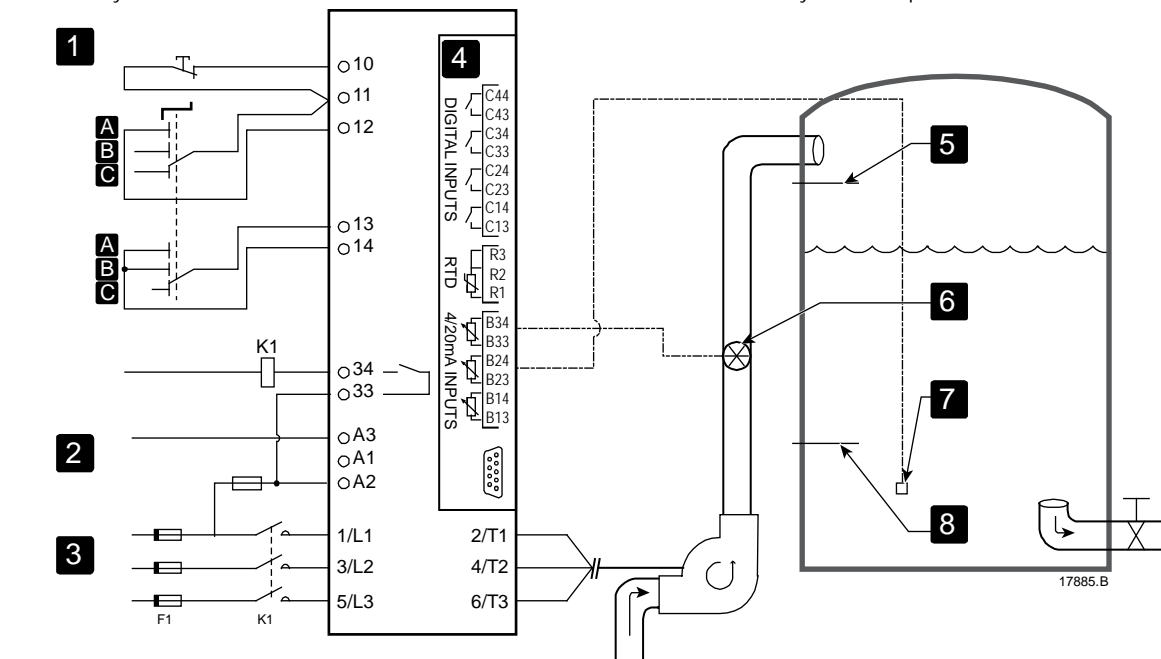 1
10
11
12
A
B
C
13
14
A
B
C
K1
34
33
2
A3
A1
A2
3
1/L1
3/L2
5/L3
F1
K1
2/T1
4/T2
6/T3
4
DIGITAL INPUTS
C44
C43
C34
C33
C24
C23
C14
C13
RTD
R3
R2
R1
4/20mA INPUTS
B34
B33
B24
B23
B14
B13
5
6
7
8
17885.B